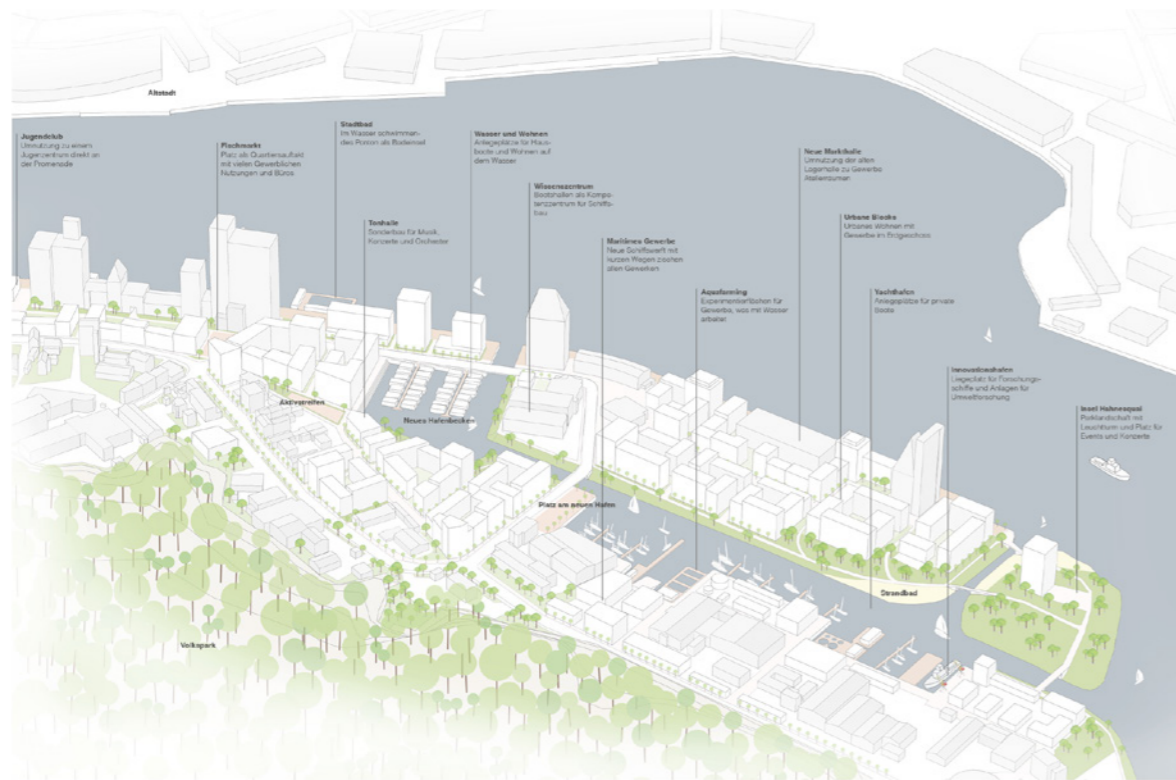 Altstadt
Jugendclub
Umnutzung zu einem
Jugenzentrum direkt an
der Promenade
Fischmarkt
Platz als Quartiersauftakt
mit vielen Gewerblichen
Nutzungen und Büros
Stadtbad
Im Wasser schwimmen-
des Ponton als Badeinsel
Wasser und Wohnen
Anlegeplätze für Haus-
boote und Wohnen auf
dem Wasser
Wissenszentrum
Bootshallen als Kompe-
tenzzentrum für Schiffs-
bau
Tonhalle
Sonderbau für Musik,
Konzerte und Orchester
Maritimes Gewerbe
Neue Schiffswerft mit
kurzen Wegen zischen
allen Gewerken
Neue Markthalle
Umnutzung der alten
Lagerhalle zu Gewerbe
Atelierräumen
Urbane Blocks
Urbanes Wohnen mit
Gewerbe im Erdgeschoss
Aquafarming
Experimentierflächen für
Gewerbe, was mit Wasser
arbeitet
Yachthafen
Anlegeplätze für private
Boote
Innovationshafen
Liegeplatz für Forschungs-
schiffe und Anlagen für
Umweltforschung
Insel
Parklandschaft mit
Leuchtturm und Platz für
Events und Konzerte
Aktivstreifen
Neues Hafenbecken
Platz am neuen Hafen
Strandbad
Volkspark